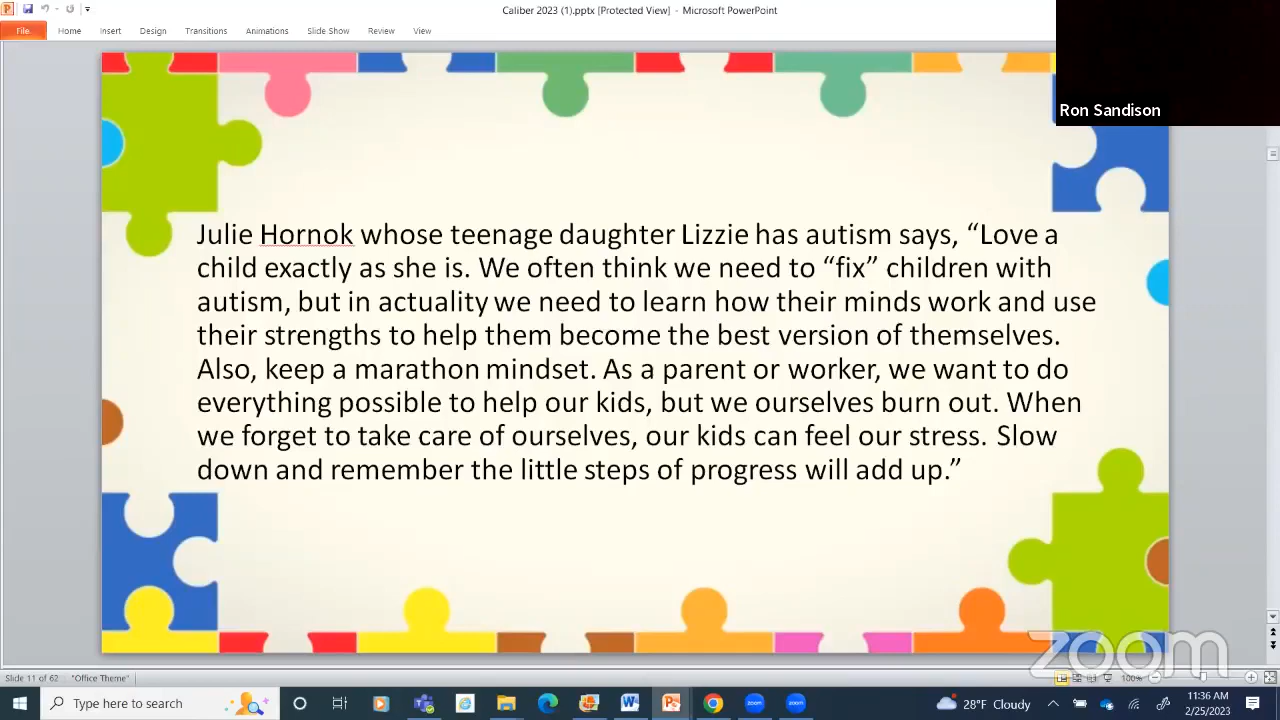 Caliber 2023 (1).pptx [Protected View] - Microsoft PowerPoint
File Home Insert Design Transitions Animations Slide Show Review View
Ron Sandison
Julie Hornok whose teenage daughter Lizzie has autism says, “Love a
child exactly as she is. We often think we need to “fix” children with
autism, but in actuality we need to learn how their minds work and use
their strengths to help them become the best version of themselves.
Also, keep a marathon mindset. As a parent or worker, we want to do
everything possible to help our kids, but we ourselves burn out. When
we forget to take care of ourselves, our kids can feel our stress. Slow
down and remember the little steps of progress will add up.”
zoom
Slide 11 of 62 "Office Theme" 100%
Type here to search 28°F Cloudy 11:36 AM
2/25/2023